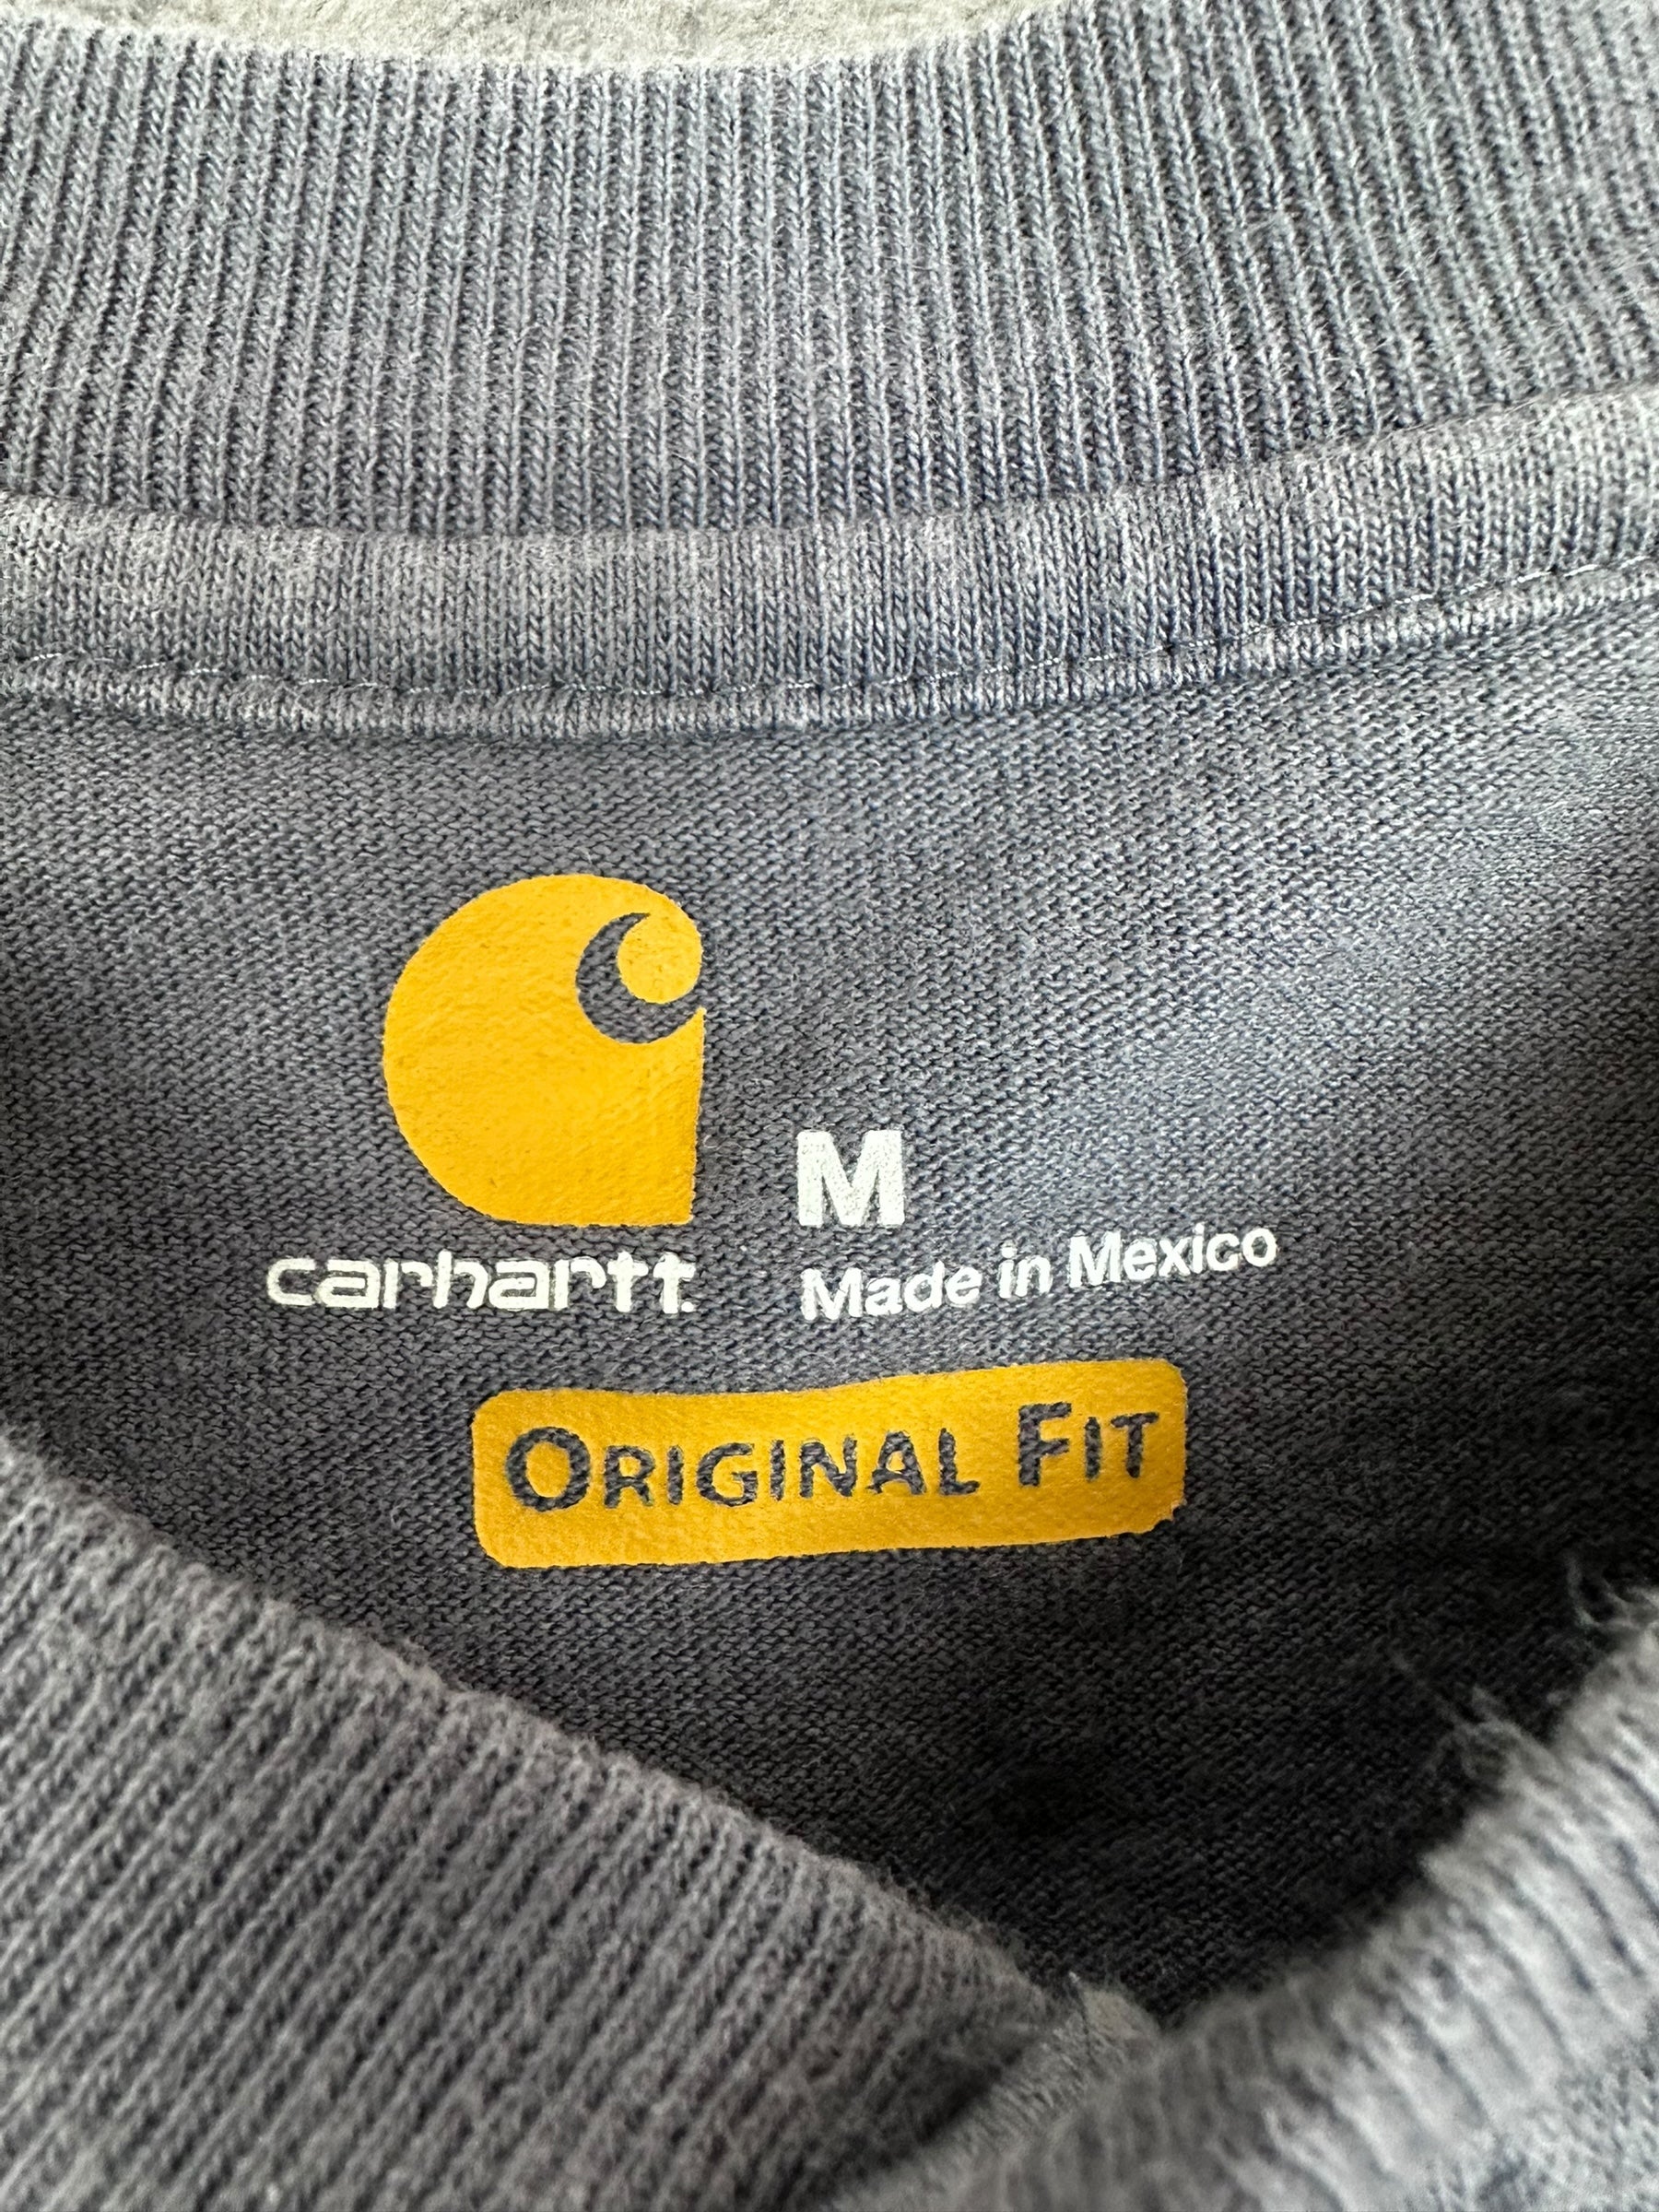 M
carhartt.
Made in Mexico
ORIGINAL FIT